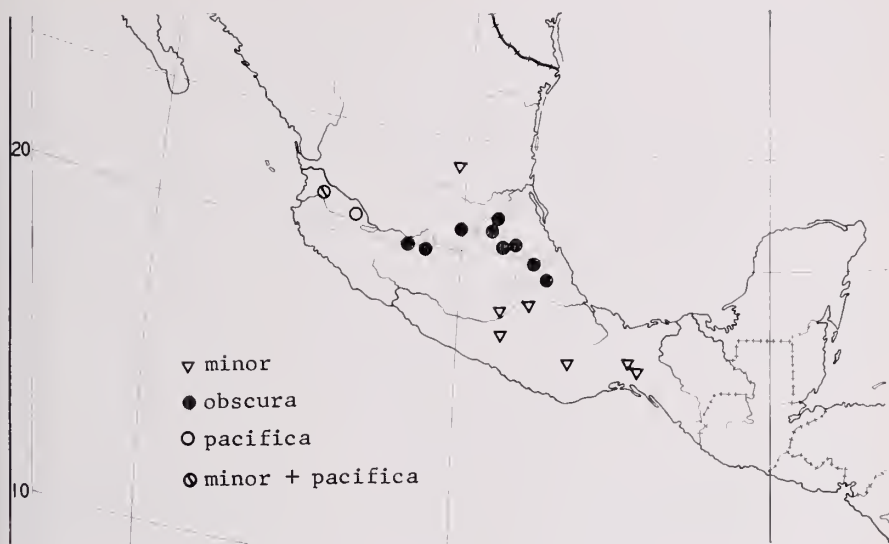 20
minor
obscura
pacifica
minor + pacifica
10